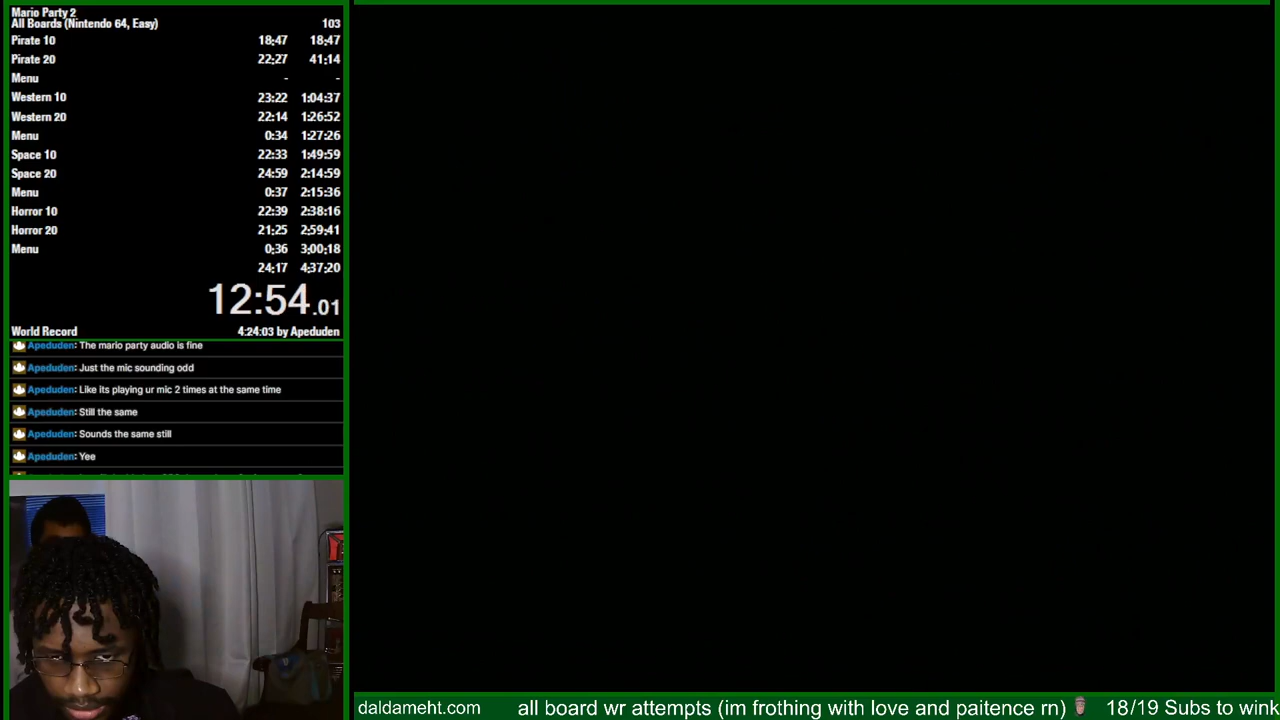 Mario Party 2
All Boards (Nintendo 64, Easy) 103
Pirate 10 18:47 18:47
Pirate 20 22:27 41:14
Menu - -
Western 10 23:22 1:04:37
Western 20 22:14 1:26:52
Menu 0:34 1:27:26
Space 10 22:33 1:49:59
Space 20 24:59 2:14:59
Menu 0:37 2:15:36
Horror 10 22:39 2:38:16
Horror 20 21:25 2:59:41
Menu 0:36 3:00:18
24:17 4:37:20
12:54.01
World Record 4:24:03 by Apeduden
Apeduden: The mario party audio is fine
Apeduden: Just the mic sounding odd
Apeduden: Like its playing ur mic 2 times at the same time
Apeduden: Still the same
Apeduden: Sounds the same still
Apeduden: Yee
daldameht.com all board wr attempts (im frothing with love and paitence rn) 18/19 Subs to wink